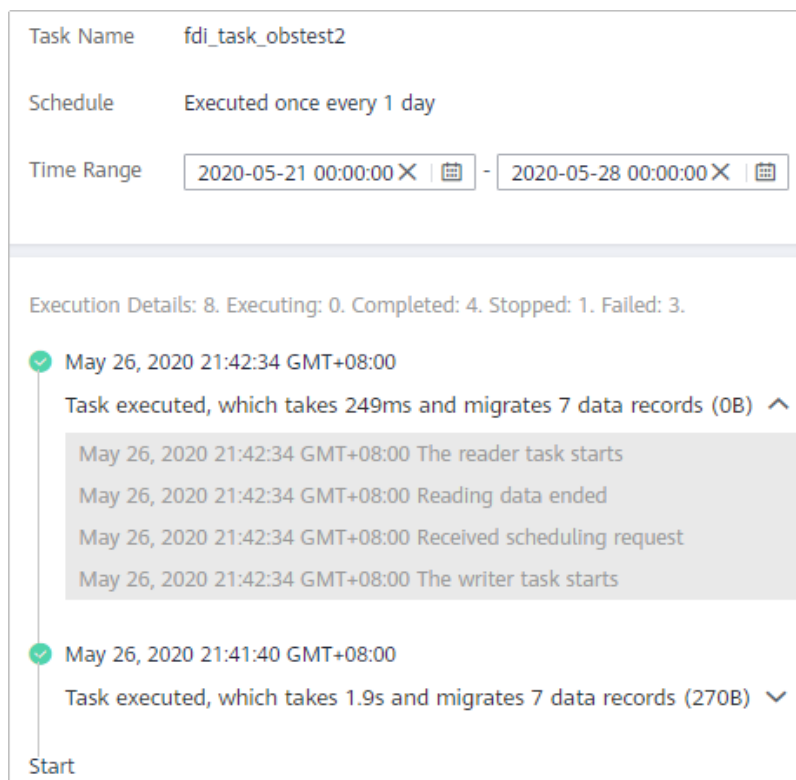 Task Name fdi_task_obstest2
Schedule Executed once every 1 day
Time Range 2020-05-21 00:00:00 - 2020-05-28 00:00:00
Execution Details: 8. Executing: 0. Completed: 4. Stopped: 1. Failed: 3.
May 26, 2020 21:42:34 GMT+08:00
Task executed, which takes 249ms and migrates 7 data records (0B)
May 26, 2020 21:42:34 GMT+08:00 The reader task starts
May 26, 2020 21:42:34 GMT+08:00 Reading data ended
May 26, 2020 21:42:34 GMT+08:00 Received scheduling request
May 26, 2020 21:42:34 GMT+08:00 The writer task starts
May 26, 2020 21:41:40 GMT+08:00
Task executed, which takes 1.9s and migrates 7 data records (270B)
Start